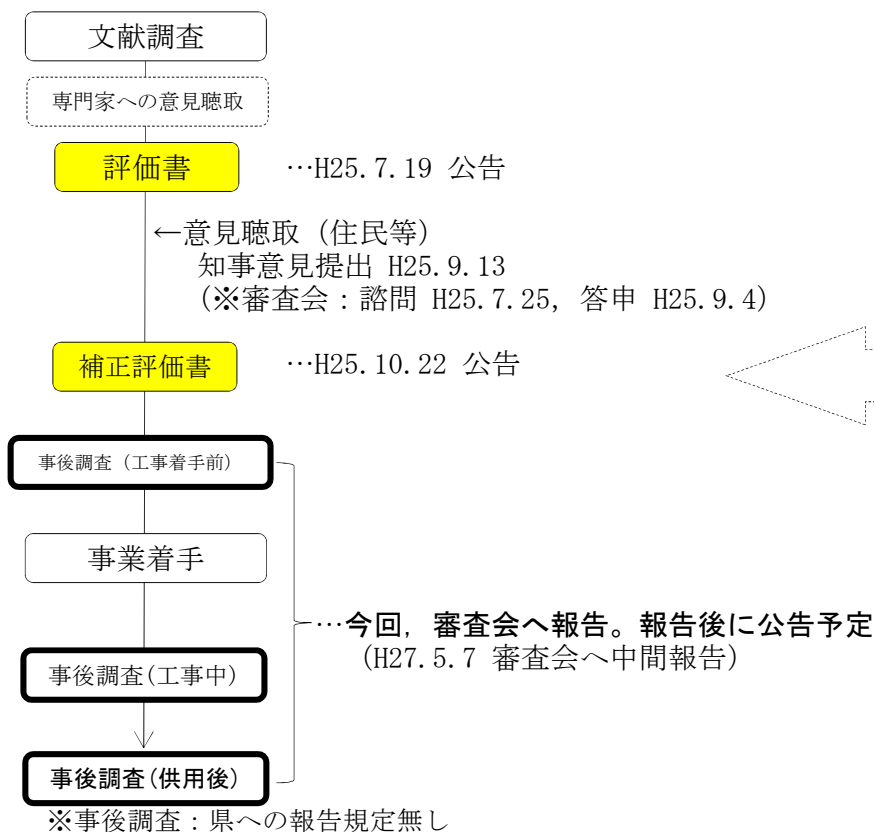 文献調査
専門家への意見聴取
評価書 …H25.7.19 公告
←意見聴取（住民等）
知事意見提出 H25.9.13
（※審査会：諮問 H25.7.25, 答申 H25.9.4）
補正評価書 …H25.10.22 公告
事後調査（工事着手前）
事業着手
…今回，審査会へ報告。報告後に公告予定
（H27.5.7 審査会へ中間報告）
事後調査(工事中)
事後調査(供用後)
※事後調査：県への報告規定無し